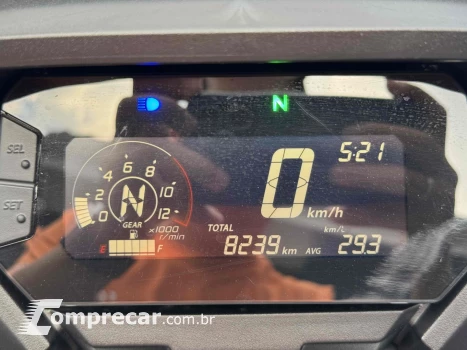 N
SEL
SET
0 2 4 6 8 10 12
N
GEAR
×1000 r/min
E F
5:21
0 km/h
TOTAL
8239 km
km/L
AVG 29.3
Comprecar.com.br